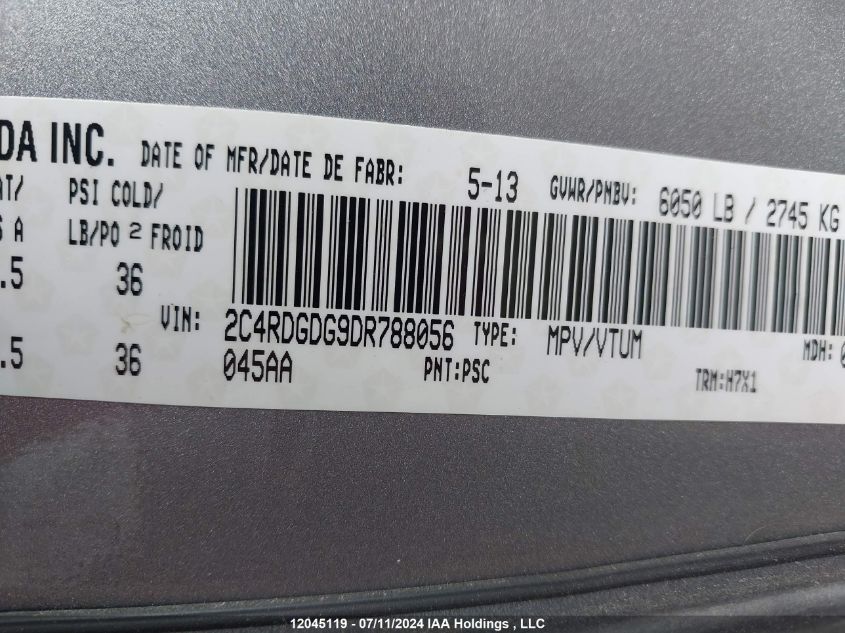 DA INC. DATE OF MFR/DATE DE FABR: 5-13 GVWR/PNBV: 6050 LB / 2745 KG
AT/ PSI COLD/
S A LB/PO 2 FROID
.5 36
VIN: 2C4RDGDG9DR788056 TYPE: MPV/VTUM MDH: 0
.5 36 045AA PNT:PSC TRM:H7X1
12045119 - 07/11/2024 IAA Holdings , LLC